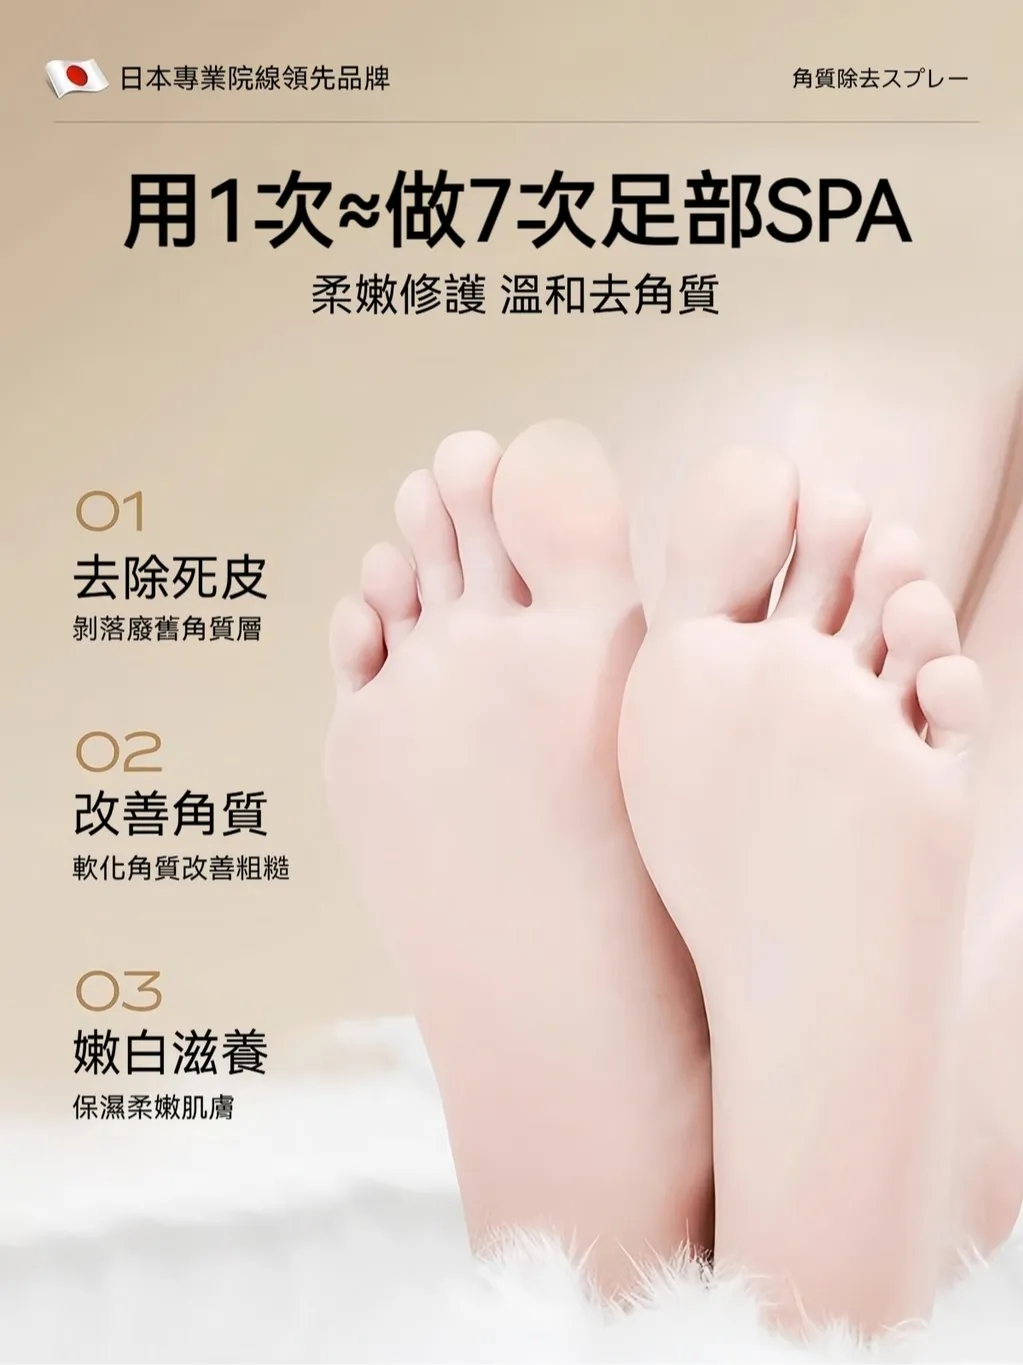 日本專業院線領先品牌
角質除去スプレー
用1次≈做7次足部SPA
柔嫩修護 溫和去角質
01
去除死皮
剝落廢舊角質層
02
改善角質
軟化角質改善粗糙
03
嫩白滋養
保濕柔嫩肌膚